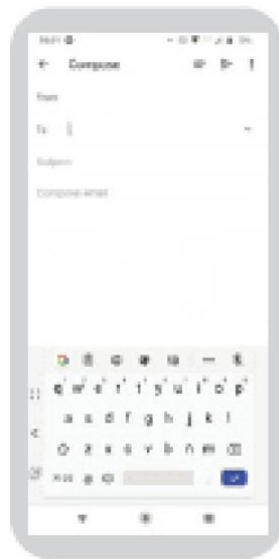 Compose
From
To
Subject
Compose email
q w e r t y u i o p
a s d f g h j k l
z x c v b n m